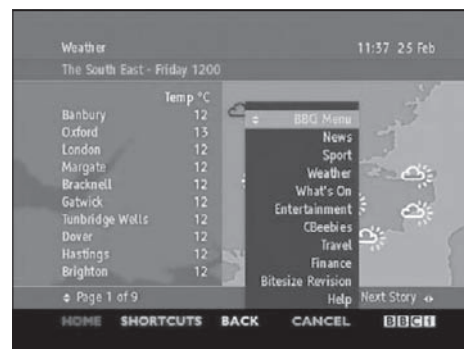 Weather 11:37 25 Feb
The South East - Friday 1200
Temp °C
Banbury 12
Oxford 13
London 12
Margate 12
Bracknell 12
Gatwick 12
Tunbridge Wells 12
Dover 12
Hastings 12
Brighton 12
BBCi Menu
News
Sport
Weather
What's On
Entertainment
CBeebies
Travel
Finance
Bitesize Revision
Help
Page 1 of 9 Next Story
HOME SHORTCUTS BACK CANCEL BBCi